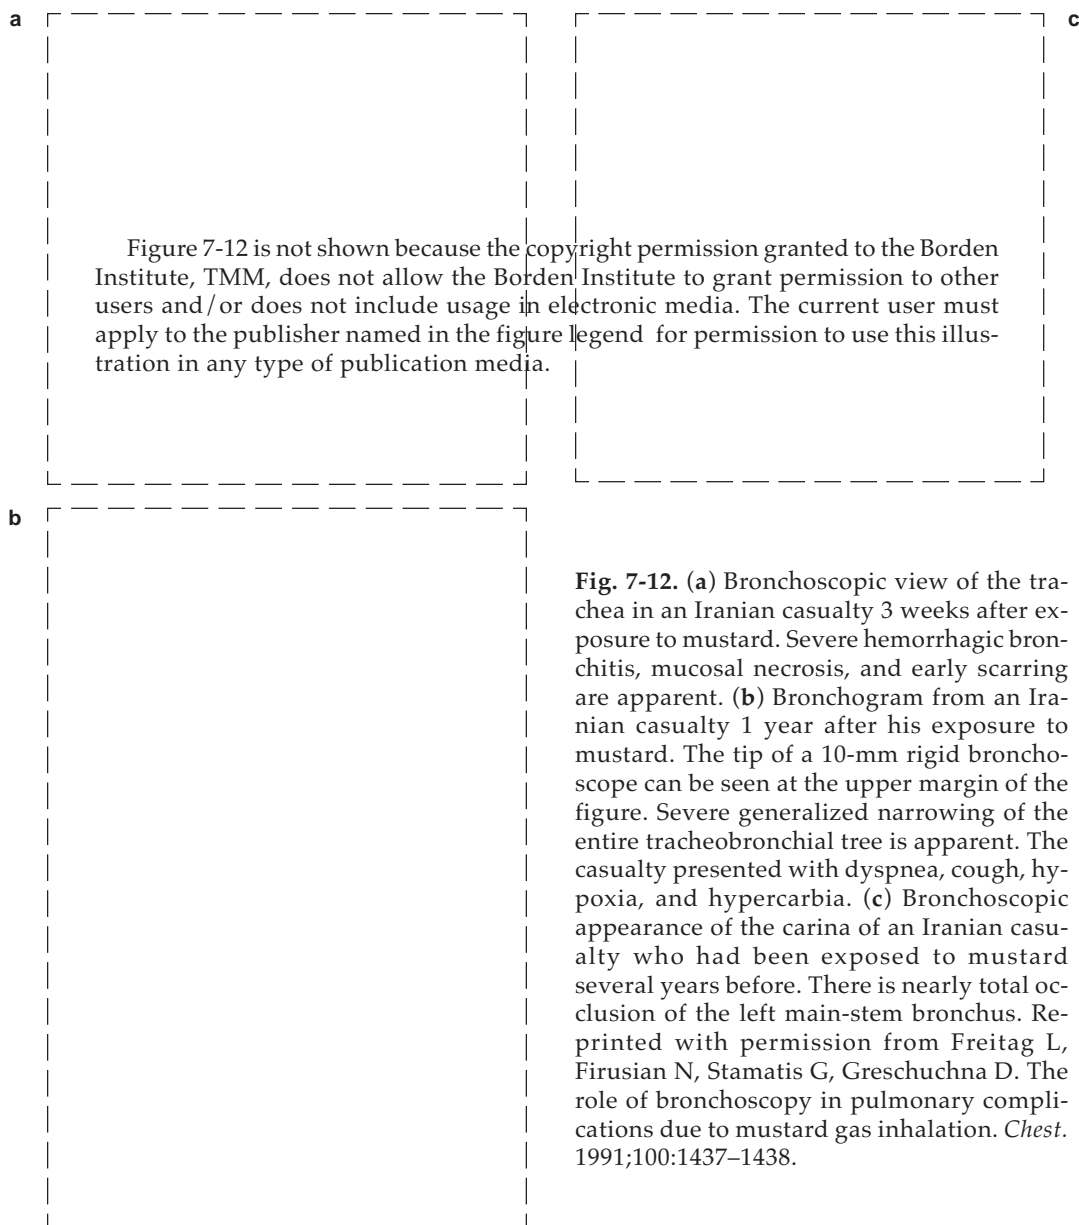 a
c
Figure 7-12 is not shown because the copyright permission granted to the Borden
Institute, TMM, does not allow the Borden Institute to grant permission to other
users and/or does not include usage in electronic media. The current user must
apply to the publisher named in the figure legend for permission to use this illus-
tration in any type of publication media.
b
Fig. 7-12. (a) Bronchoscopic view of the tra-
chea in an Iranian casualty 3 weeks after ex-
posure to mustard. Severe hemorrhagic bron-
chitis, mucosal necrosis, and early scarring
are apparent. (b) Bronchogram from an Ira-
nian casualty 1 year after his exposure to
mustard. The tip of a 10-mm rigid broncho-
scope can be seen at the upper margin of the
figure. Severe generalized narrowing of the
entire tracheobronchial tree is apparent. The
casualty presented with dyspnea, cough, hy-
poxia, and hypercarbia. (c) Bronchoscopic
appearance of the carina of an Iranian casu-
alty who had been exposed to mustard
several years before. There is nearly total oc-
clusion of the left main-stem bronchus. Re-
printed with permission from Freitag L,
Firusian N, Stamatis G, Greschuchna D. The
role of bronchoscopy in pulmonary compli-
cations due to mustard gas inhalation. Chest.
1991;100:1437–1438.